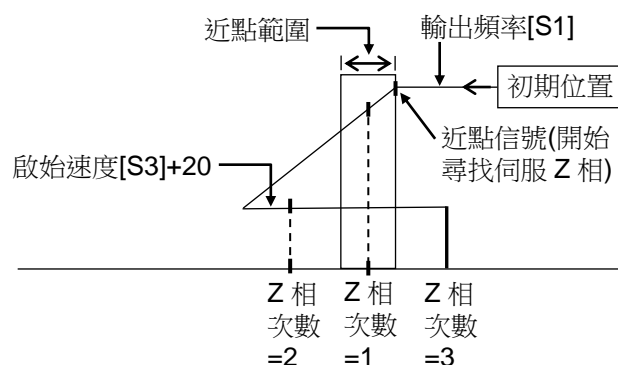 近點範圍
輸出頻率[S1]
初期位置
近點信號(開始
尋找伺服 Z 相)
啟始速度[S3]+20
Z 相
次數
=2
Z 相
次數
=1
Z 相
次數
=3